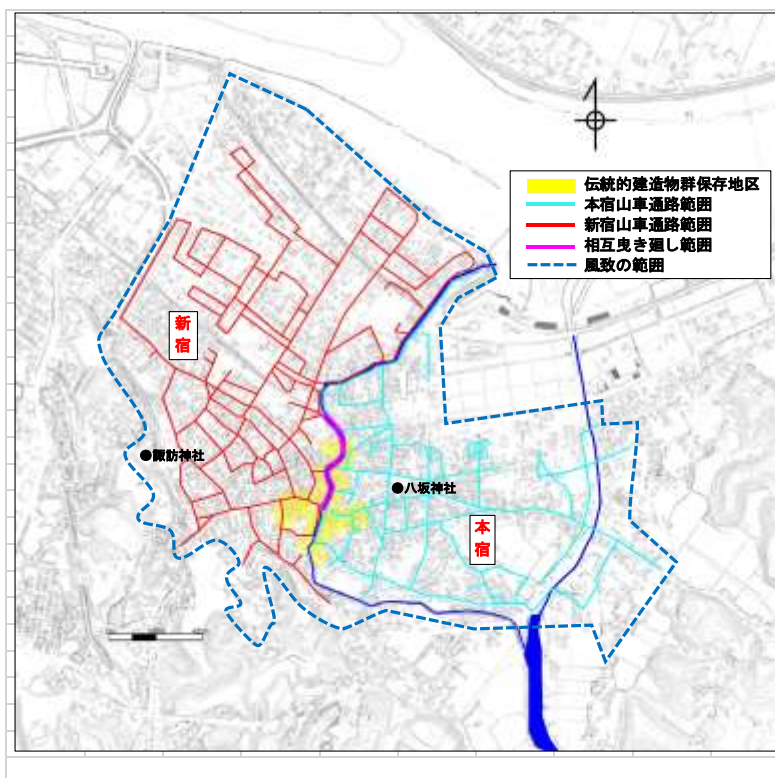 伝統的建造物群保存地区
本宿山車通路範囲
新宿山車通路範囲
相互曳き廻し範囲
風致の範囲
新宿
●諏訪神社
●八坂神社
本宿